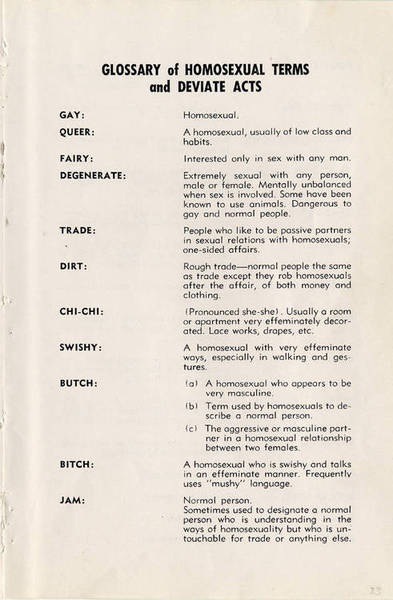 GLOSSARY of HOMOSEXUAL TERMS
and DEVIATE ACTS
GAY: Homosexual.
QUEER: A homosexual, usually of low class and
habits.
FAIRY: Interested only in sex with any man.
DEGENERATE: Extremely sexual with any person,
male or female. Mentally unbalanced
when sex is involved. Some have been
known to use animals. Dangerous to
gay and normal people.
TRADE: People who like to be passive partners
in sexual relations with homosexuals;
one-sided affairs.
DIRT: Rough trade—normal people the same
as trade except they rob homosexuals
after the affair, of both money and
clothing.
CHI-CHI: (Pronounced she-she). Usually a room
or apartment very effeminately decor-
ated. Lace works, drapes, etc.
SWISHY: A homosexual with very effeminate
ways, especially in walking and ges-
tures.
BUTCH: (a) A homosexual who appears to be
very masculine.
(b) Term used by homosexuals to de-
scribe a normal person.
(c) The aggressive or masculine part-
ner in a homosexual relationship
between two females.
BITCH: A homosexual who is swishy and talks
in an effeminate manner. Frequently
uses "mushy" language.
JAM: Normal person.
Sometimes used to designate a normal
person who is understanding in the
ways of homosexuality but who is un-
touchable for trade or anything else.